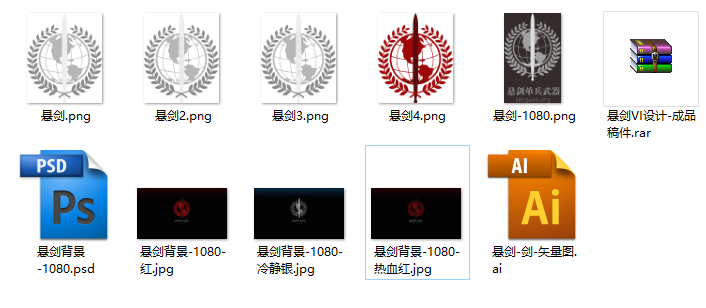 悬剑.png
悬剑2.png
悬剑3.png
悬剑4.png
悬剑-1080.png
悬剑VI设计-成品
稿件.rar
悬剑单兵武器
PSD
Ps
悬剑背景
-1080.psd
悬剑背景-1080-
红.jpg
悬剑背景-1080-
冷静银.jpg
悬剑背景-1080-
热血红.jpg
AI
Ai
悬剑-剑-矢量图.
ai